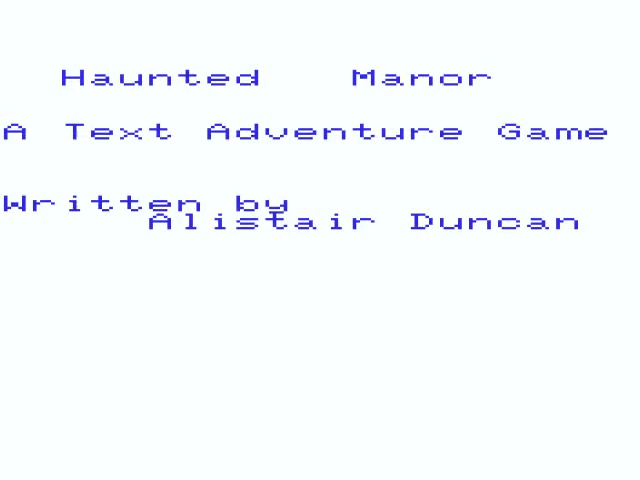 Haunted Manor
A Text Adventure Game
Written by
Alistair Duncan